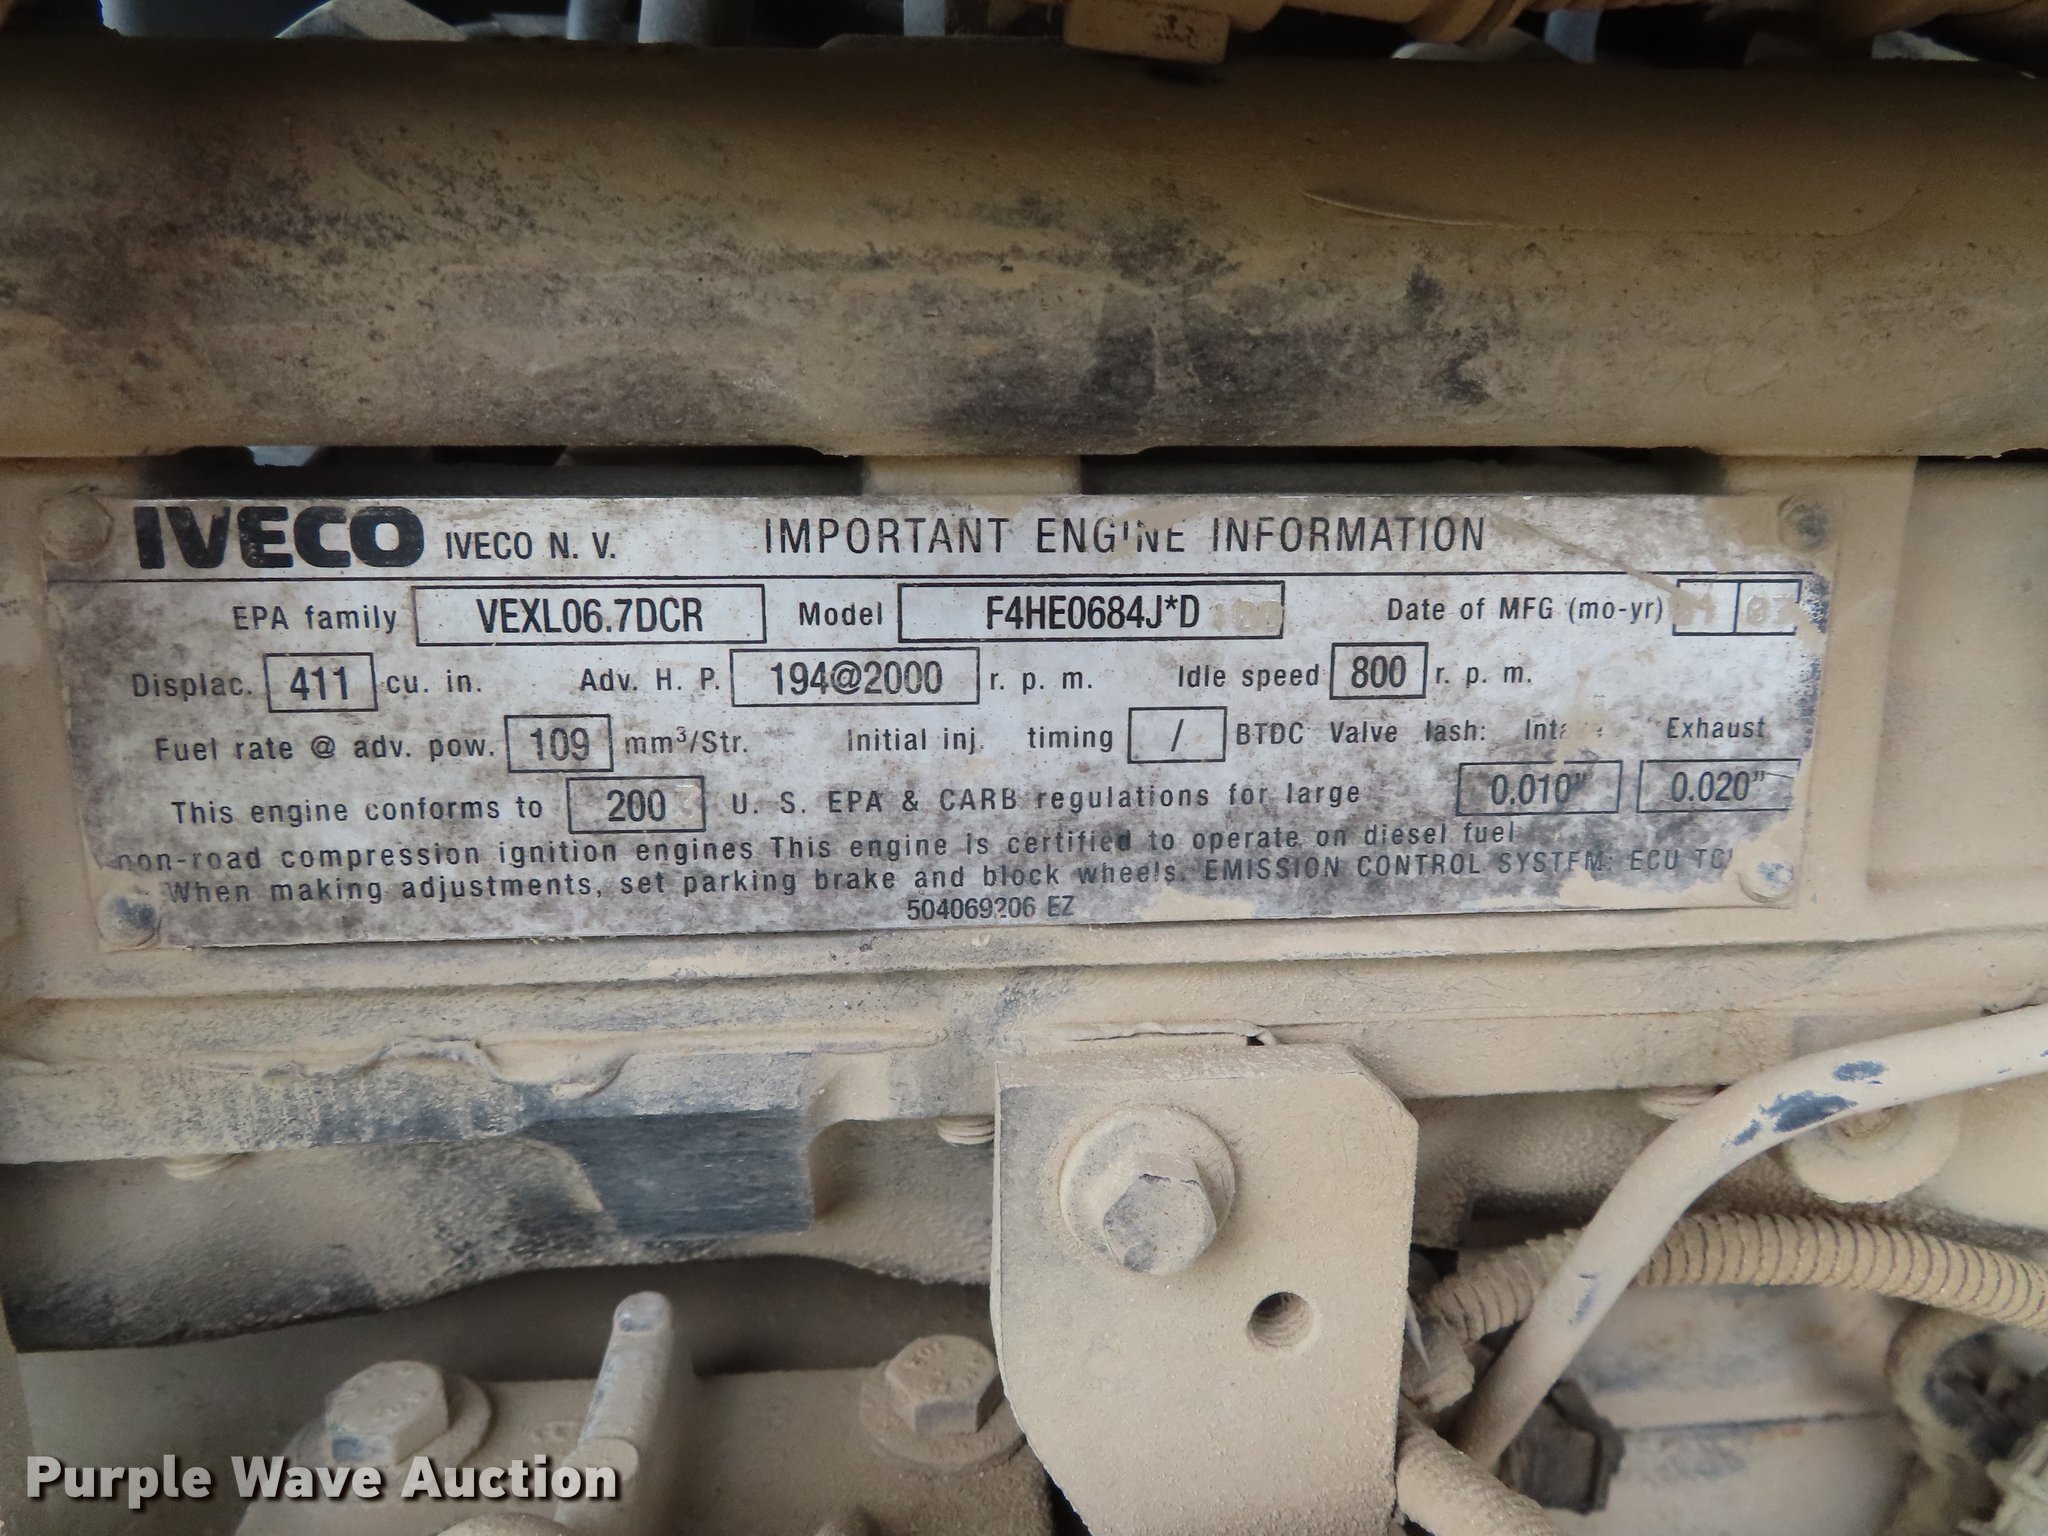 IVECO IVECO N. V. IMPORTANT ENGINE INFORMATION
EPA family VEXL06.7DCR Model F4HE0684J*D Date of MFG (mo-yr)
Displac. 411 cu. in. Adv. H. P. 194@2000 r. p. m. Idle speed 800 r. p. m.
Fuel rate @ adv. pow. 109 mm³/Str. Initial inj. timing / BTDC Valve lash: Exhaust
This engine conforms to U. S. EPA & CARB regulations for large 0.010" 0.020"
non-road compression ignition engines This engine is certified to operate on diesel fuel
When making adjustments, set parking brake and block wheels. EMISSION CONTROL SYSTEM: ECU
504069206 EZ
Purple Wave Auction